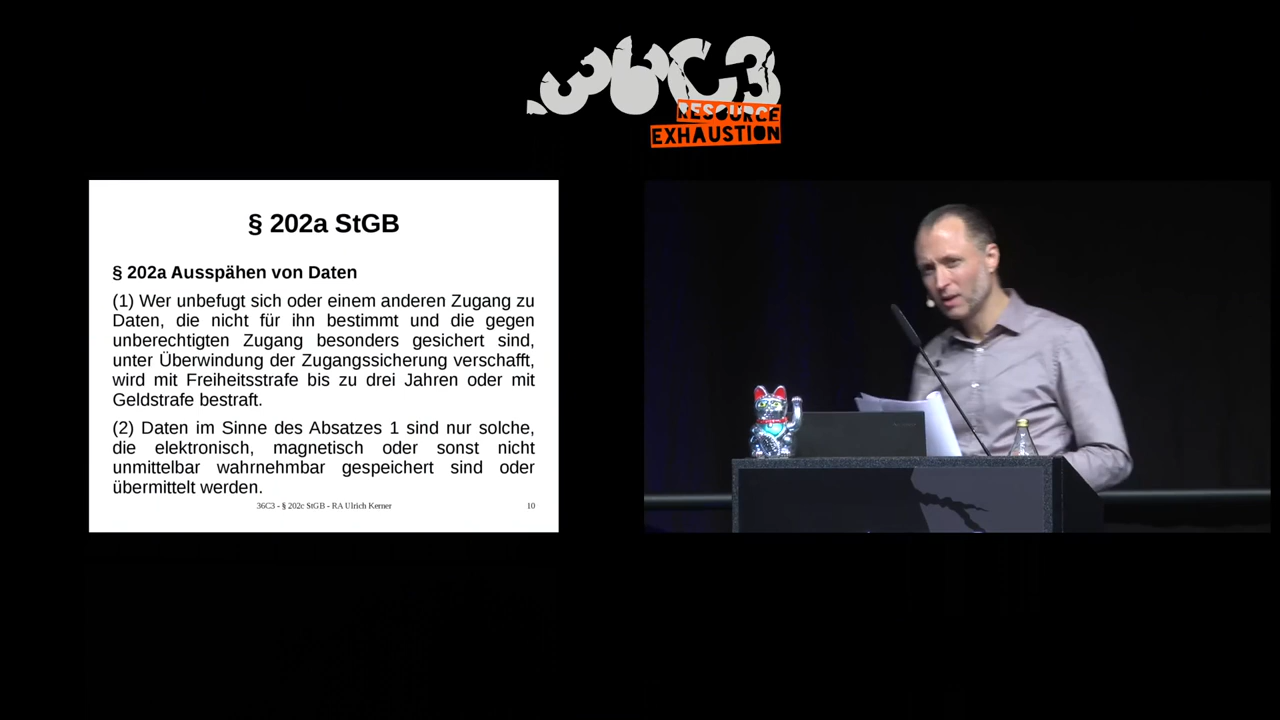 36C3
RESOURCE
EXHAUSTION
§ 202a StGB
§ 202a Ausspähen von Daten
(1) Wer unbefugt sich oder einem anderen Zugang zu
Daten, die nicht für ihn bestimmt und die gegen
unberechtigten Zugang besonders gesichert sind,
unter Überwindung der Zugangssicherung verschafft,
wird mit Freiheitsstrafe bis zu drei Jahren oder mit
Geldstrafe bestraft.
(2) Daten im Sinne des Absatzes 1 sind nur solche,
die elektronisch, magnetisch oder sonst nicht
unmittelbar wahrnehmbar gespeichert sind oder
übermittelt werden.
36C3 - § 202c StGB - RA Ulrich Kerner 10